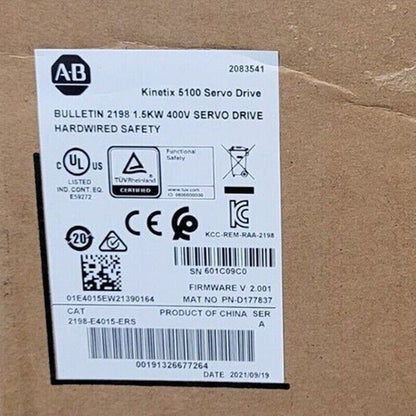 AB
2083541
Kinetix 5100 Servo Drive
BULLETIN 2198 1.5KW 400V SERVO DRIVE
HARDWIRED SAFETY
C UL US
LISTED
IND. CONT. EQ.
E59272
TÜVRheinland
CERTIFIED
Functional
Safety
www.tuv.com
ID 0600000000
20
CE
KC
KCC-REM-RAA-2198
SN 601C09C0
01E4015EW21390164
FIRMWARE V 2.001
MAT NO PN-D177837
CAT
2198-E4015-ERS
PRODUCT OF CHINA SER
A
00191326677264
DATE 2021/09/19